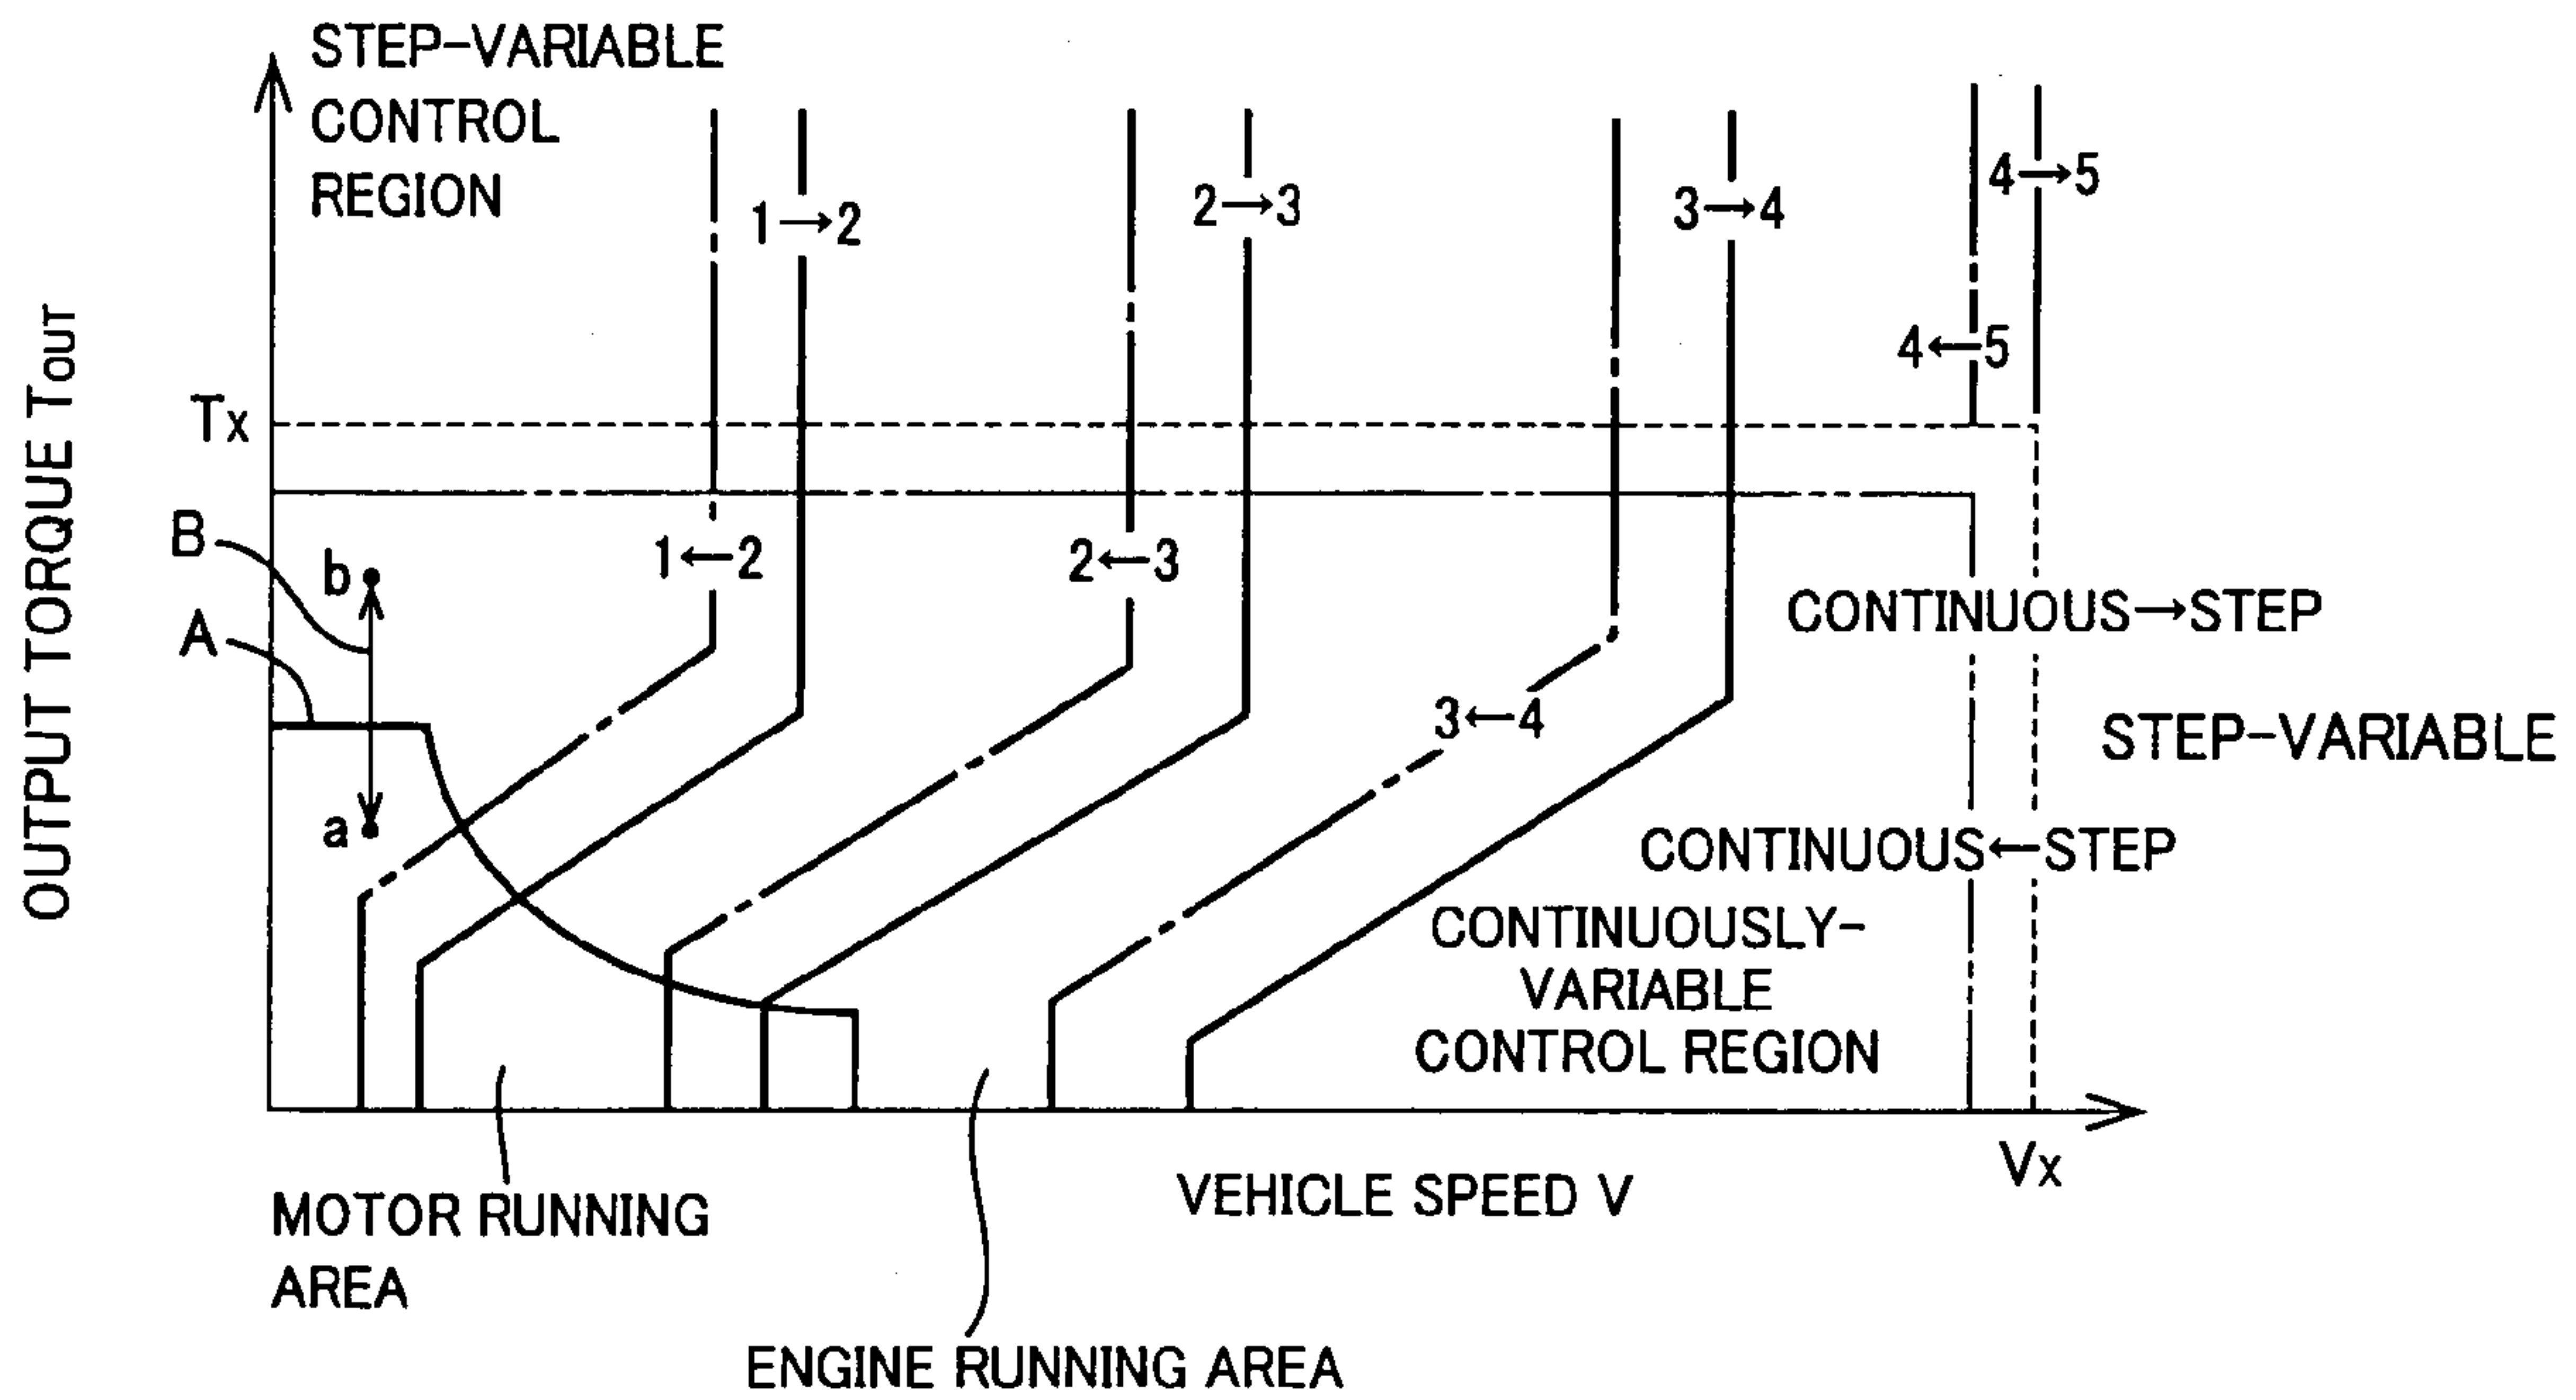 STEP-VARIABLE
CONTROL
REGION
1→2
2→3
3→4
4→5
4←5
OUTPUT TORQUE TOUT
TX
B
b
A
a
1←2
2←3
3←4
CONTINUOUS→STEP
STEP-VARIABLE
CONTINUOUS←STEP
CONTINUOUSLY-
VARIABLE
CONTROL REGION
VX
VEHICLE SPEED V
MOTOR RUNNING
AREA
ENGINE RUNNING AREA